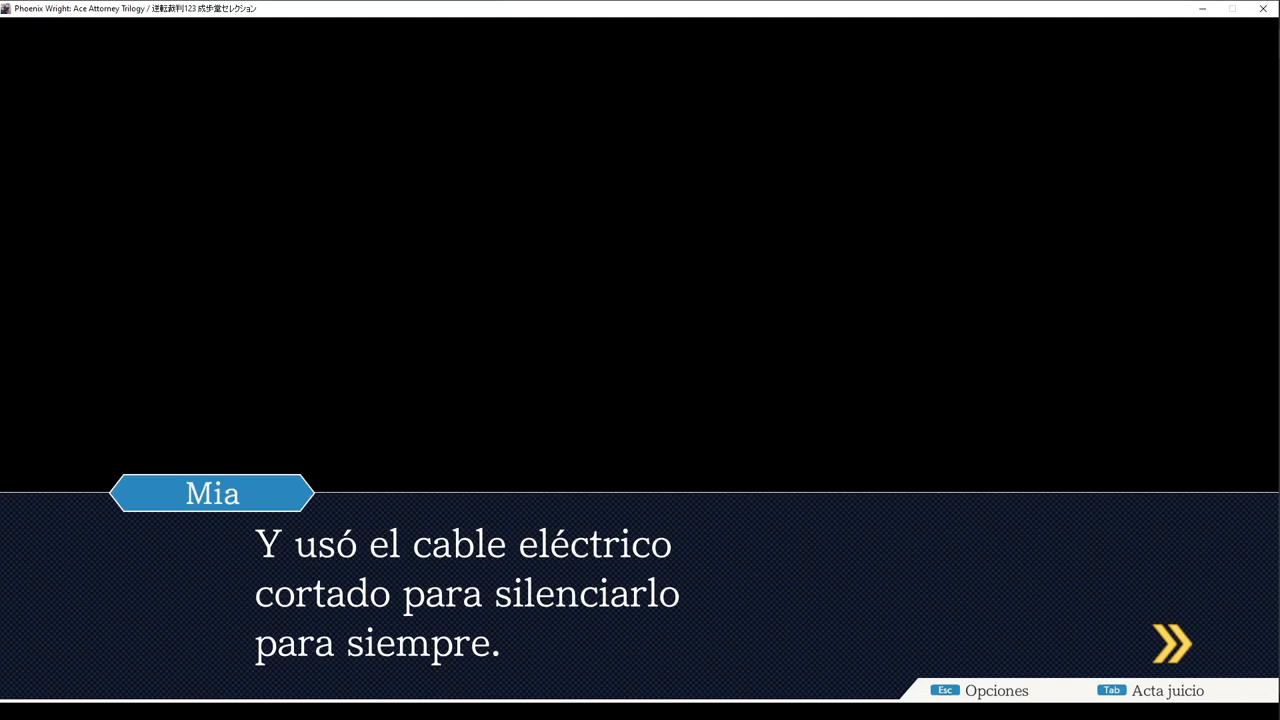 Phoenix Wright: Ace Attorney Trilogy / 逆転裁判123 成歩堂セレクション
Mia
Y usó el cable eléctrico
cortado para silenciarlo
para siempre.
Esc Opciones Tab Acta juicio